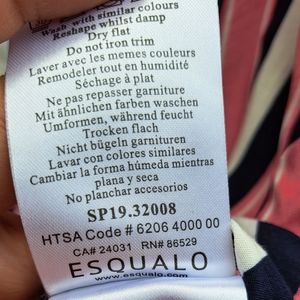 Wash with similar colours
Reshape whilst damp
Dry flat
Do not iron trim
Laver avec les memes couleurs
Remodeler tout en humidité
Séchage à plat
Ne pas repasser garniture
Mit ähnlichen farben waschen
Umformen, während feucht
Trocken flach
Nicht bügeln garnituren
Lavar con colores similares
Cambiar la forma húmeda mientras
plana y seca
No planchar accesorios
SP19.32008
HTSA Code # 6206 4000 00
CA# 24031 RN# 86529
ESQUALO
www.esqualo.com